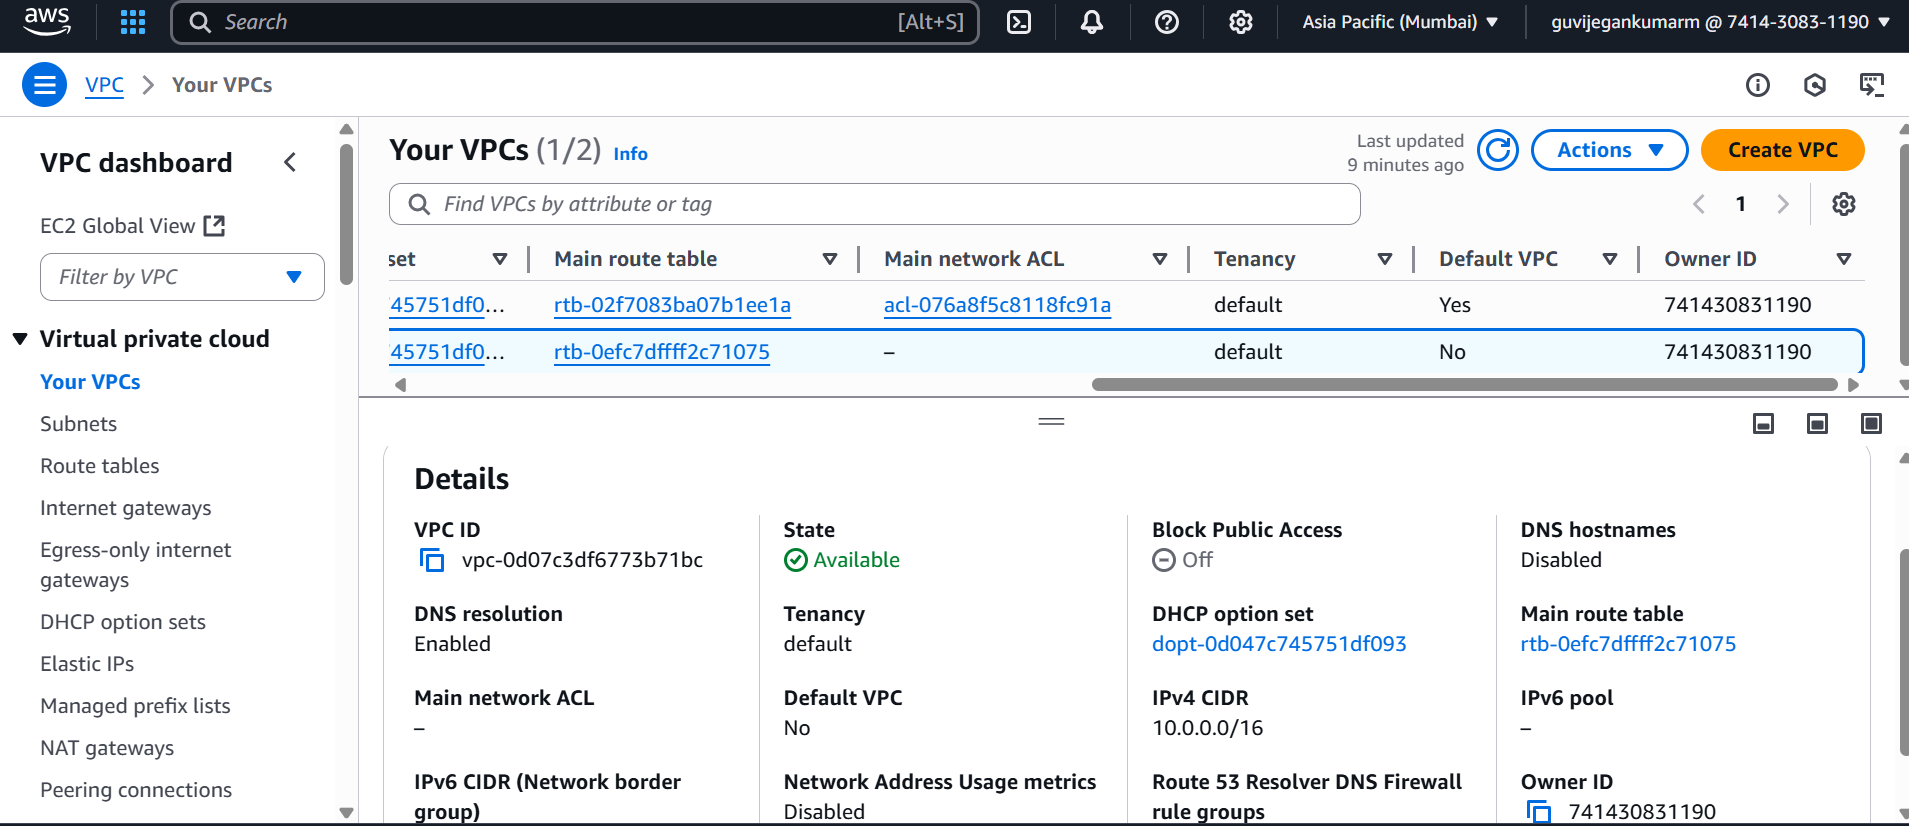 aws
Search [Alt+S]
Asia Pacific (Mumbai)
guvijegankumarm @ 7414-3083-1190
VPC
Your VPCs
VPC dashboard
EC2 Global View
Filter by VPC
Virtual private cloud
Your VPCs
Subnets
Route tables
Internet gateways
Egress-only internet
gateways
DHCP option sets
Elastic IPs
Managed prefix lists
NAT gateways
Peering connections
Your VPCs (1/2) Info
Last updated
9 minutes ago
Actions
Create VPC
Find VPCs by attribute or tag
1
set Main route table Main network ACL Tenancy Default VPC Owner ID
45751df0... rtb-02f7083ba07b1ee1a acl-076a8f5c8118fc91a default Yes 741430831190
45751df0... rtb-0efc7dffff2c71075 – default No 741430831190
Details
VPC ID
vpc-0d07c3df6773b71bc
State
Available
Block Public Access
Off
DNS hostnames
Disabled
DNS resolution
Enabled
Tenancy
default
DHCP option set
dopt-0d047c745751df093
Main route table
rtb-0efc7dffff2c71075
Main network ACL
–
Default VPC
No
IPv4 CIDR
10.0.0.0/16
IPv6 pool
–
IPv6 CIDR (Network border
group)
Network Address Usage metrics
Disabled
Route 53 Resolver DNS Firewall
rule groups
Owner ID
741430831190